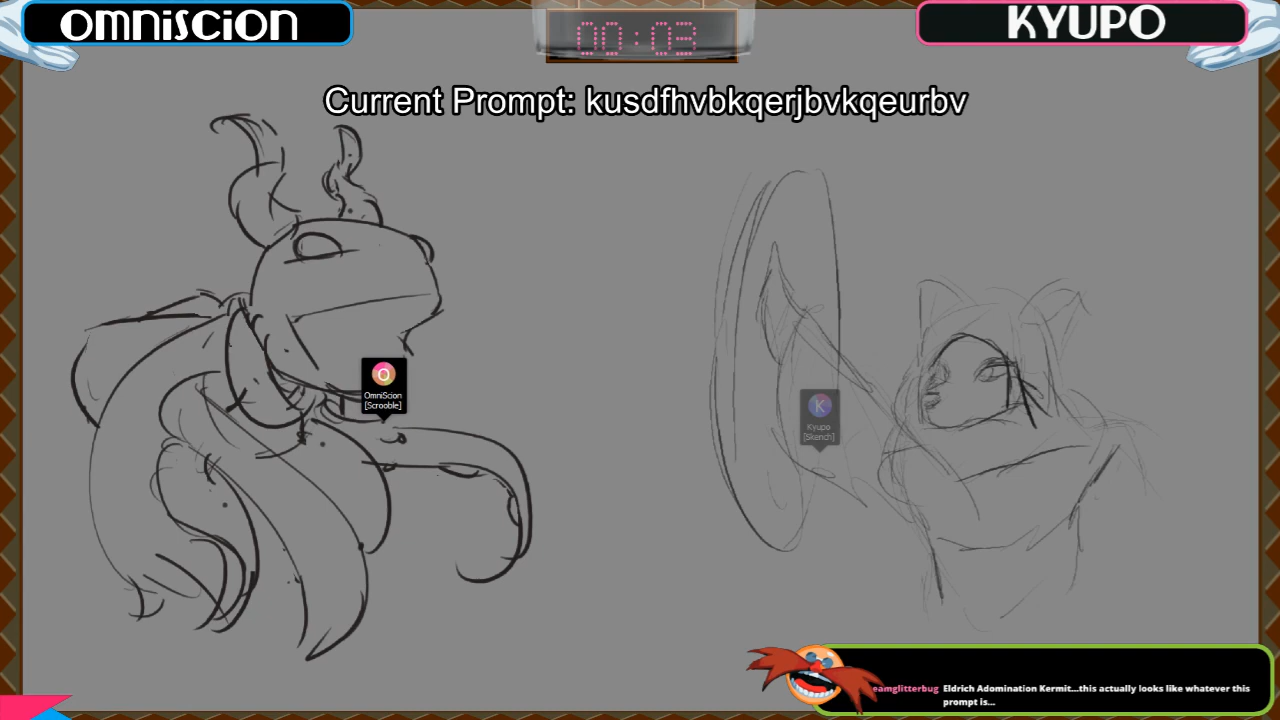 OMNISCION
00:03
KYUPO
Current Prompt: kusdfhvbkqerjbvkqeurbv
O
OmniScion
[Scrooble]
K
Kyupo
[Skench]
eamglitterbug Eldrich Adomination Kermit...this actually looks like whatever this
prompt is...